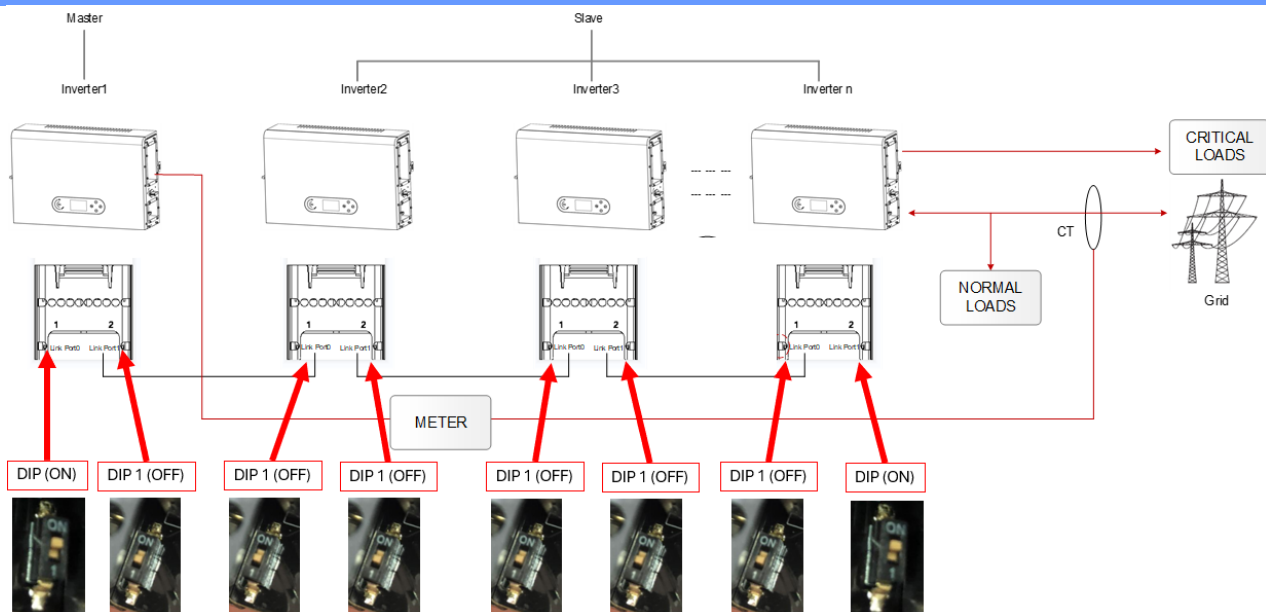 Master
Slave
Inverter1
Inverter2
Inverter3
Inverter n
CRITICAL
LOADS
CT
NORMAL
LOADS
Grid
1 2
Link Port0 Link Port1
1 2
Link Port0 Link Port1
1 2
Link Port0 Link Port1
1 2
Link Port0 Link Port1
METER
DIP (ON)
DIP 1 (OFF)
DIP 1 (OFF)
DIP 1 (OFF)
DIP 1 (OFF)
DIP 1 (OFF)
DIP 1 (OFF)
DIP (ON)
ON
ON
ON
ON
ON
ON
ON
ON